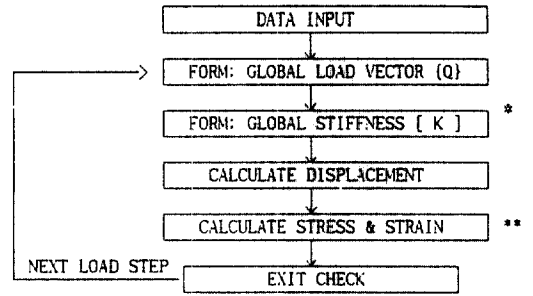 DATA INPUT
FORM: GLOBAL LOAD VECTOR {Q}
FORM: GLOBAL STIFFNESS [ K ] *
CALCULATE DISPLACEMENT
CALCULATE STRESS & STRAIN **
NEXT LOAD STEP
EXIT CHECK